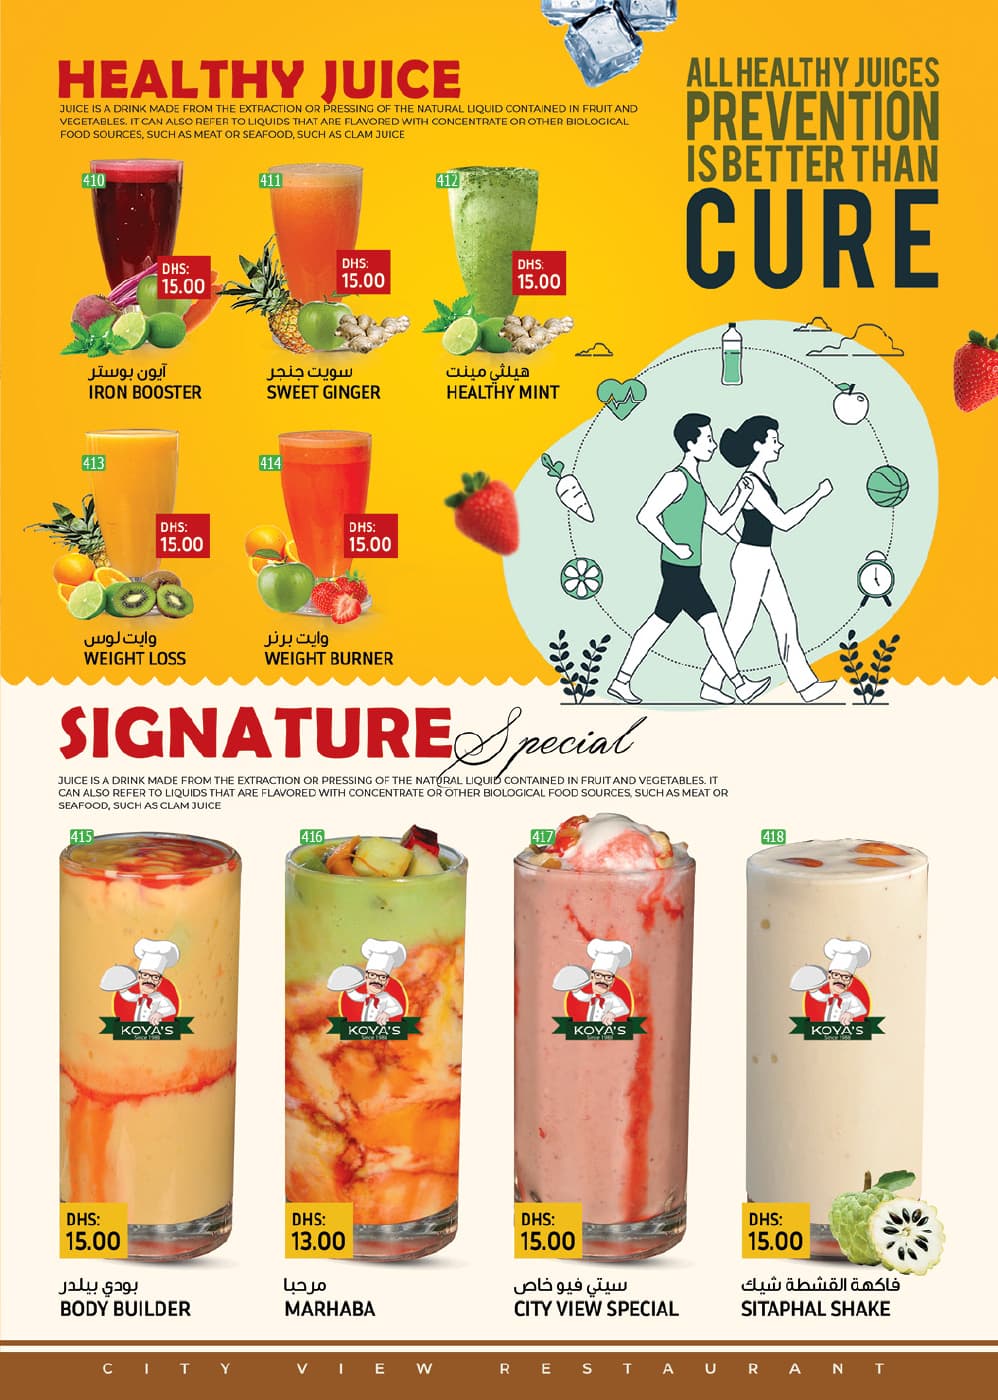 HEALTHY JUICE
JUICE IS A DRINK MADE FROM THE EXTRACTION OR PRESSING OF THE NATURAL LIQUID CONTAINED IN FRUIT AND
VEGETABLES. IT CAN ALSO REFER TO LIQUIDS THAT ARE FLAVORED WITH CONCENTRATE OR OTHER BIOLOGICAL
FOOD SOURCES, SUCH AS MEAT OR SEAFOOD, SUCH AS CLAM JUICE
ALL HEALTHY JUICES
PREVENTION
IS BETTER THAN
CURE
410
DHS:
15.00
آيون بوستر
IRON BOOSTER
411
DHS:
15.00
سويت جنجر
SWEET GINGER
412
DHS:
15.00
هيلثي مينت
HEALTHY MINT
413
DHS:
15.00
وايت لوس
WEIGHT LOSS
414
DHS:
15.00
وايت برنر
WEIGHT BURNER
SIGNATURE Special
JUICE IS A DRINK MADE FROM THE EXTRACTION OR PRESSING OF THE NATURAL LIQUID CONTAINED IN FRUIT AND VEGETABLES. IT
CAN ALSO REFER TO LIQUIDS THAT ARE FLAVORED WITH CONCENTRATE OR OTHER BIOLOGICAL FOOD SOURCES, SUCH AS MEAT OR
SEAFOOD, SUCH AS CLAM JUICE
415
KOYA'S
Since 1988
DHS:
15.00
بودي بيلدر
BODY BUILDER
416
KOYA'S
Since 1988
DHS:
13.00
مرحبا
MARHABA
417
KOYA'S
Since 1988
DHS:
15.00
سيتي فيو خاص
CITY VIEW SPECIAL
418
KOYA'S
Since 1988
DHS:
15.00
فاكهة القشطة شيك
SITAPHAL SHAKE
CITY VIEW RESTAURANT